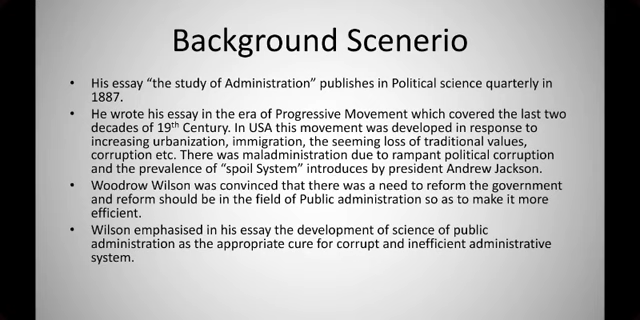 Background Scenerio
• His essay “the study of Administration” publishes in Political science quarterly in
1887.
• He wrote his essay in the era of Progressive Movement which covered the last two
decades of 19th Century. In USA this movement was developed in response to
increasing urbanization, immigration, the seeming loss of traditional values,
corruption etc. There was maladministration due to rampant political corruption
and the prevalence of “spoil System” introduces by president Andrew Jackson.
• Woodrow Wilson was convinced that there was a need to reform the government
and reform should be in the field of Public administration so as to make it more
efficient.
• Wilson emphasised in his essay the development of science of public
administration as the appropriate cure for corrupt and inefficient administrative
system.